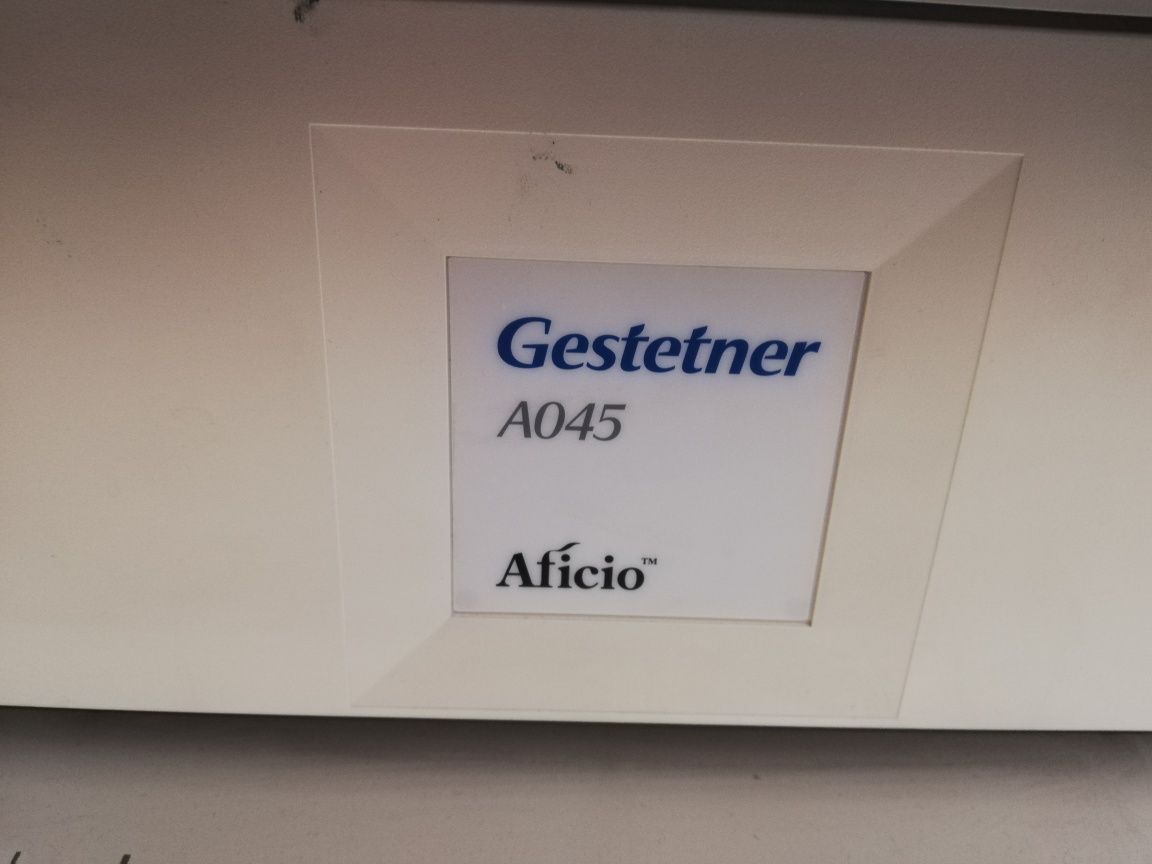 Gestetner
A045
Aficio™